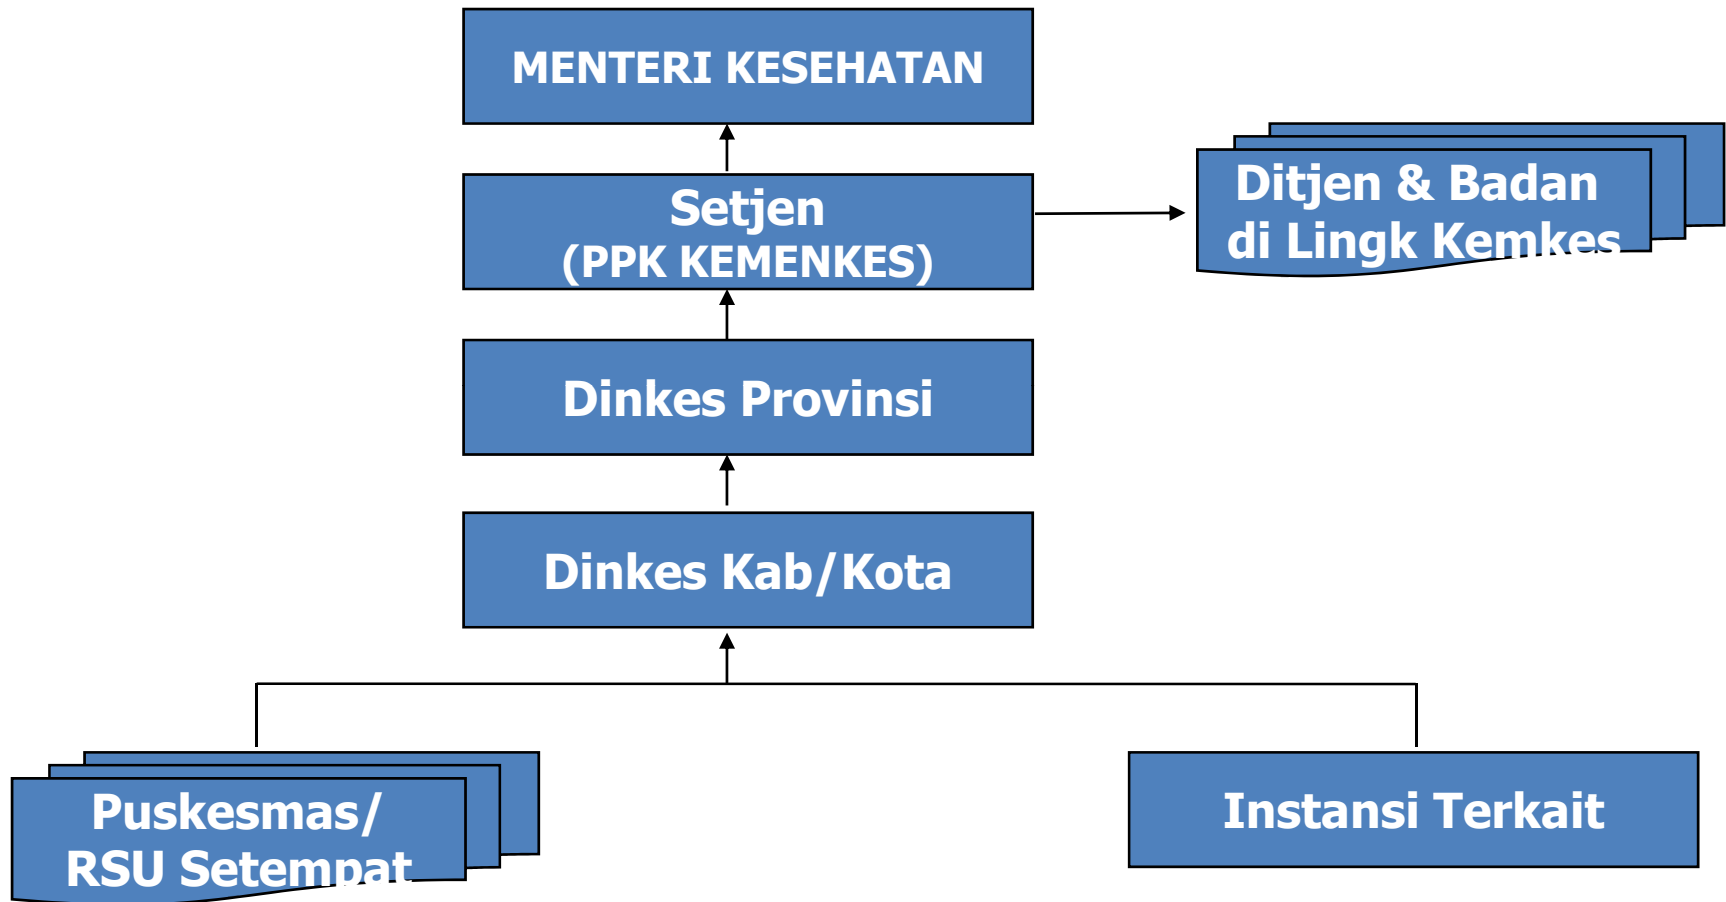 MENTERI KESEHATAN
Setjen
(PPK KEMENKES)
Ditjen & Badan
di Lingk Kemkes
Dinkes Provinsi
Dinkes Kab/Kota
Puskesmas/
RSU Setempat
Instansi Terkait